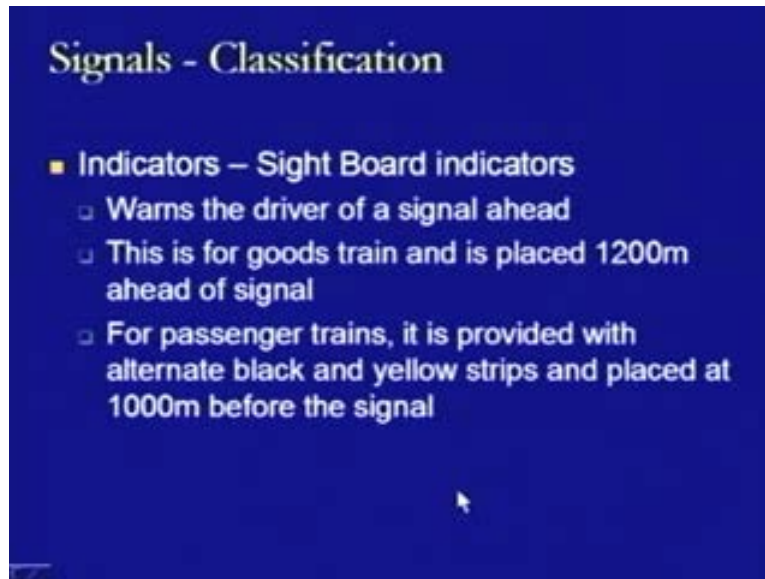 Signals - Classification
Indicators – Sight Board indicators
Warns the driver of a signal ahead
This is for goods train and is placed 1200m
ahead of signal
For passenger trains, it is provided with
alternate black and yellow strips and placed at
1000m before the signal